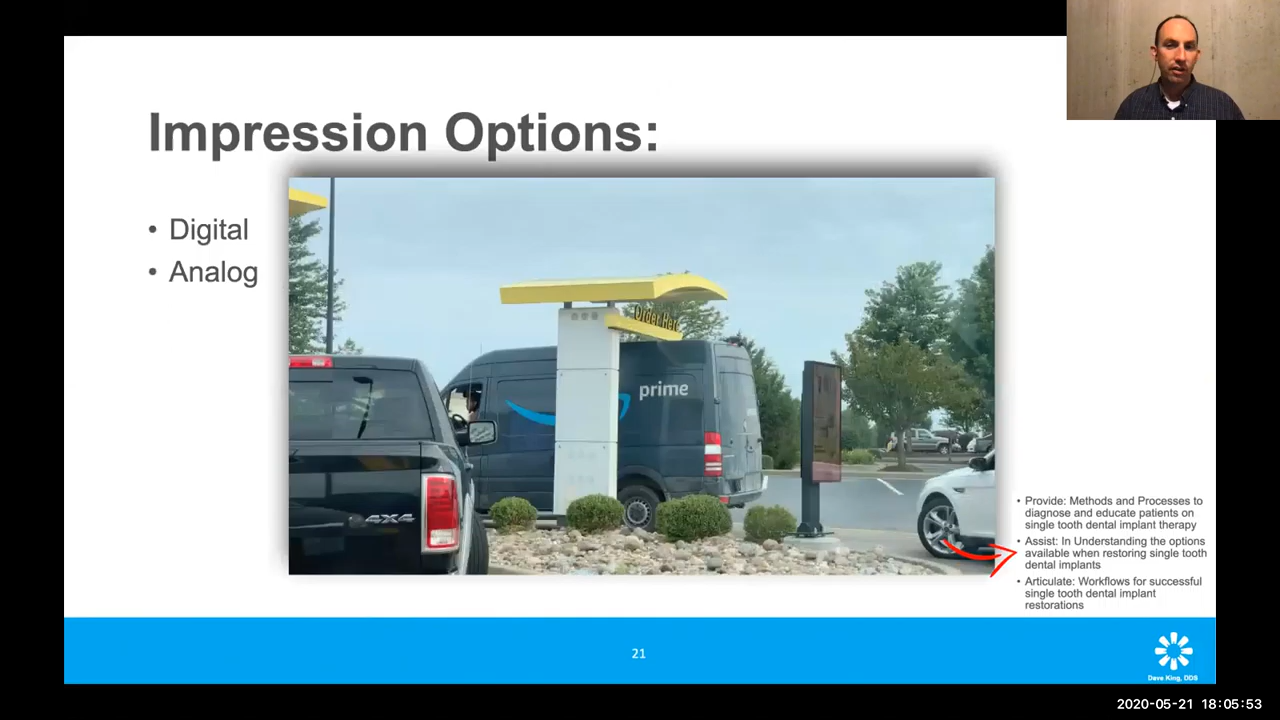 Impression Options:
• Digital
• Analog
Order Here
prime
4X4
• Provide: Methods and Processes to
diagnose and educate patients on
single tooth dental implant therapy
• Assist: In Understanding the options
available when restoring single tooth
dental implants
• Articulate: Workflows for successful
single tooth dental implant
restorations
21
Dave King, DDS
2020-05-21 18:05:53